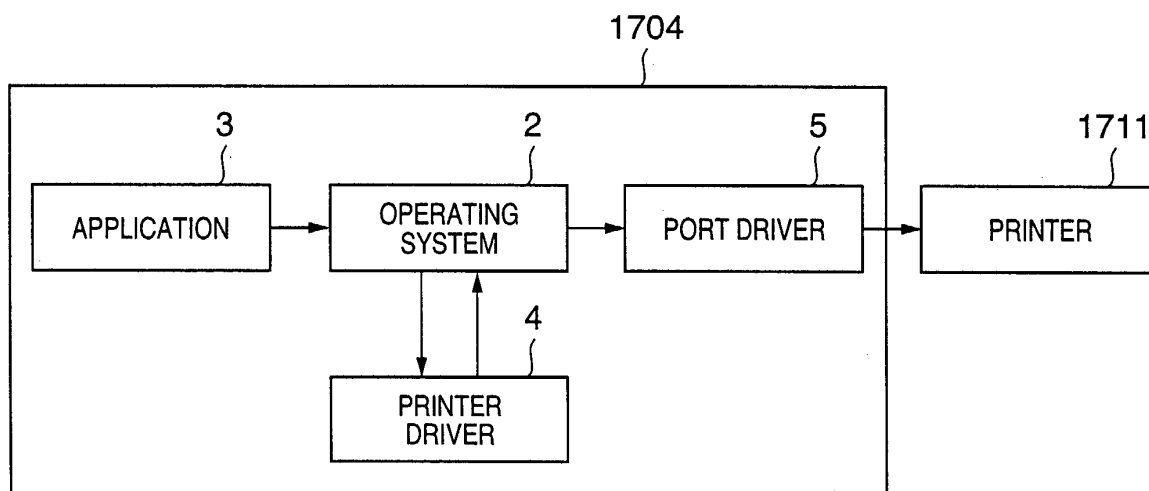 1704
3
2
5
1711
APPLICATION
OPERATING
SYSTEM
PORT DRIVER
PRINTER
4
PRINTER
DRIVER